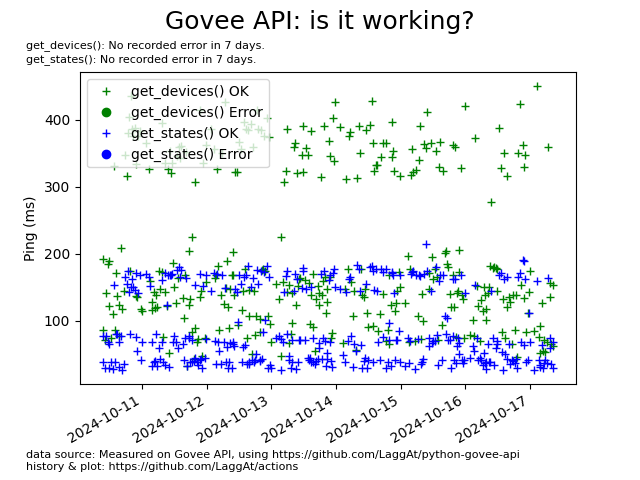 Govee API: is it working?
get_devices(): No recorded error in 7 days.
get_states(): No recorded error in 7 days.
get_devices() OK
get_devices() Error
get_states() OK
get_states() Error
Ping (ms)
400
300
200
100
2024-10-11
2024-10-12
2024-10-13
2024-10-14
2024-10-15
2024-10-16
2024-10-17
data source: Measured on Govee API, using https://github.com/LaggAt/python-govee-api
history & plot: https://github.com/LaggAt/actions